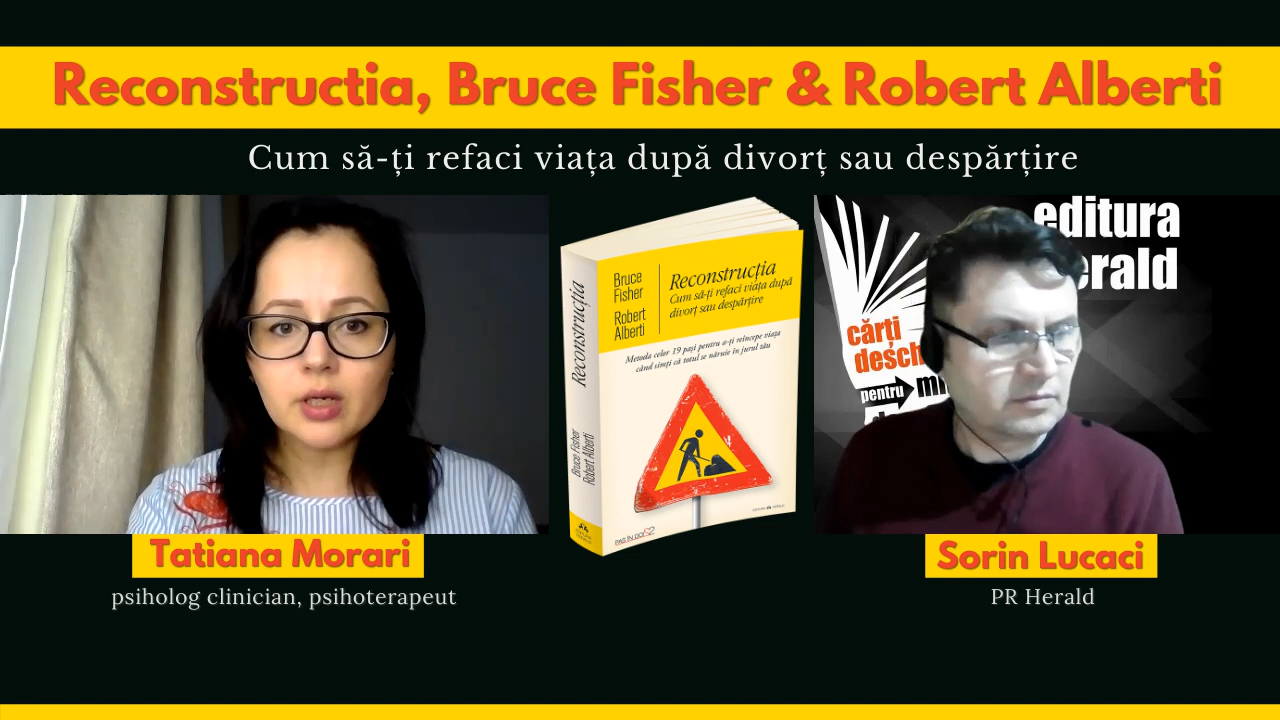 Reconstructia, Bruce Fisher & Robert Alberti
Cum să-ți refaci viața după divorț sau despărțire
editura
erald
cărți
desch
pentru
Bruce
Fisher
Robert
Alberti
Reconstrucția
Cum să-ți refaci viața după
divorț sau despărțire
Metoda celor 19 pași pentru a-ți reîncepe viața
când simți că totul se năruie în jurul tău
Reconstrucția
Bruce Fisher
Robert Alberti
Tatiana Morari
psiholog clinician, psihoterapeut
Sorin Lucaci
PR Herald